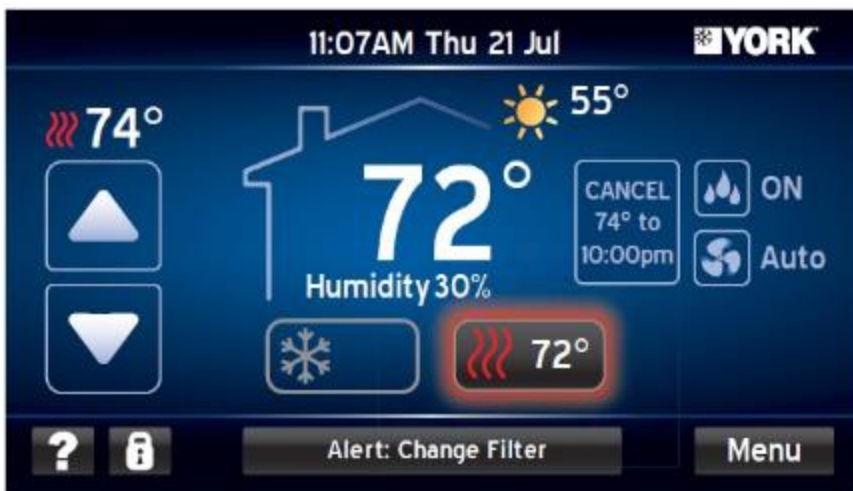 11:07AM Thu 21 Jul
YORK
74°
55°
72°
Humidity 30%
CANCEL
74° to
10:00pm
ON
Auto
72°
?
Alert: Change Filter
Menu